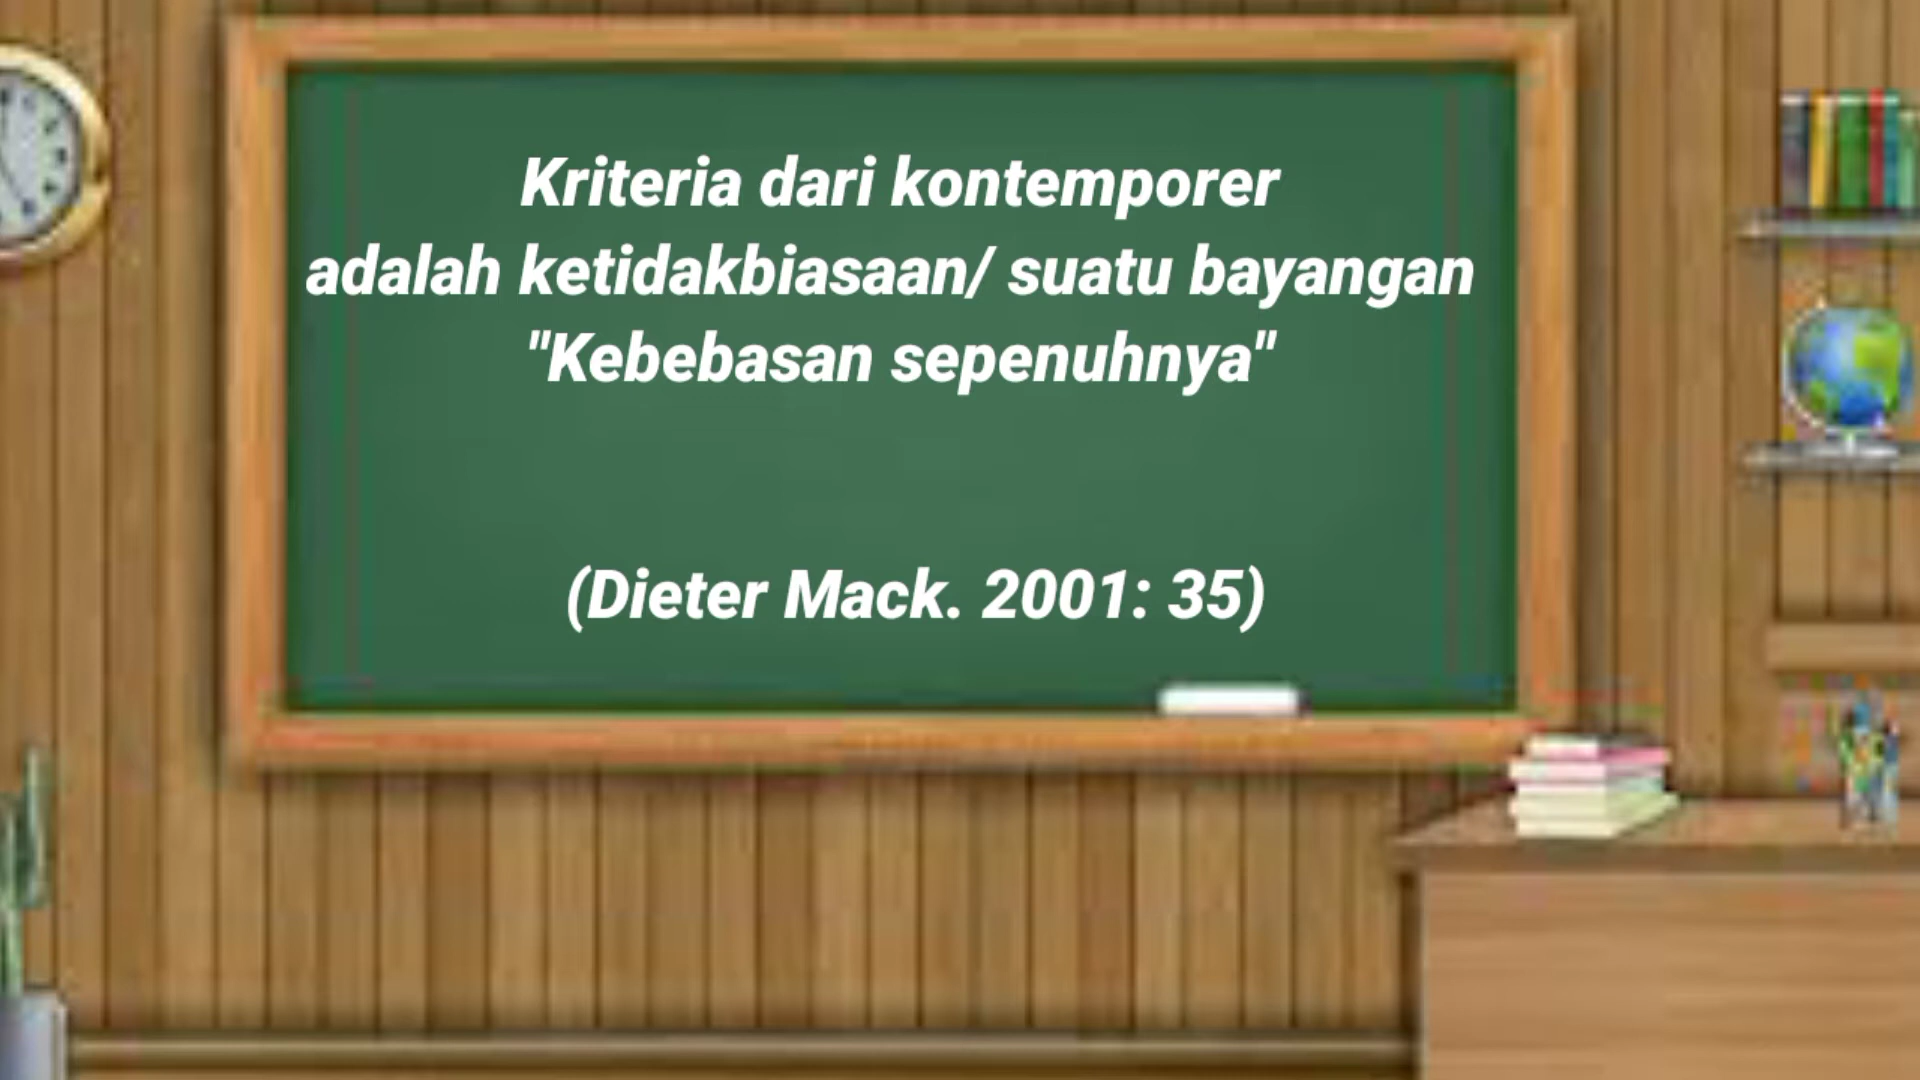 Kriteria dari kontemporer
adalah ketidakbiasaan/ suatu bayangan
"Kebebasan sepenuhnya"
(Dieter Mack. 2001: 35)